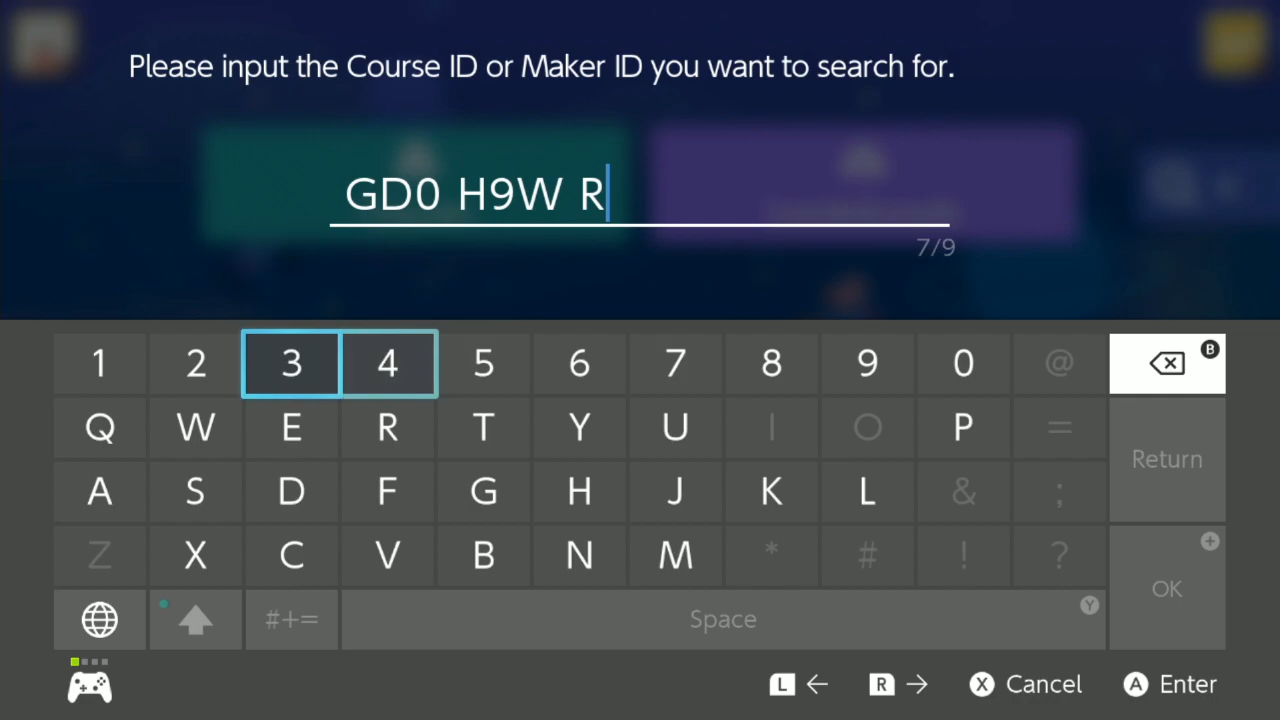 Please input the Course ID or Maker ID you want to search for.
GD0 H9W R
7/9
1 2 3 4 5 6 7 8 9 0 @ B
Q W E R T Y U I O P = Return
A S D F G H J K L & ;
Z X C V B N M * # ! ? + OK
#+= Space Y
L ← R → X Cancel A Enter